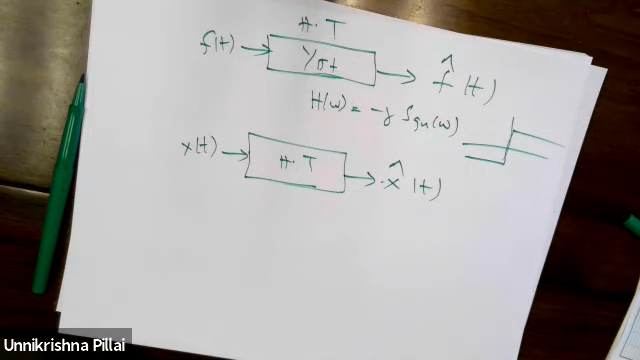 H.T
f(t) → 1/πt → f̂(t)
H(ω) = -j Sgn(ω)
x(t) → H.T → x̂(t)
Unnikrishna Pillai